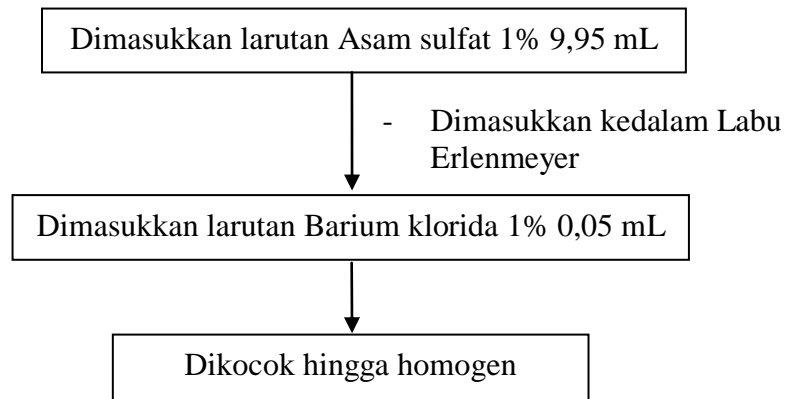 Dimasukkan larutan Asam sulfat 1% 9,95 mL
- Dimasukkan kedalam Labu
Erlenmeyer
Dimasukkan larutan Barium klorida 1% 0,05 mL
Dikocok hingga homogen